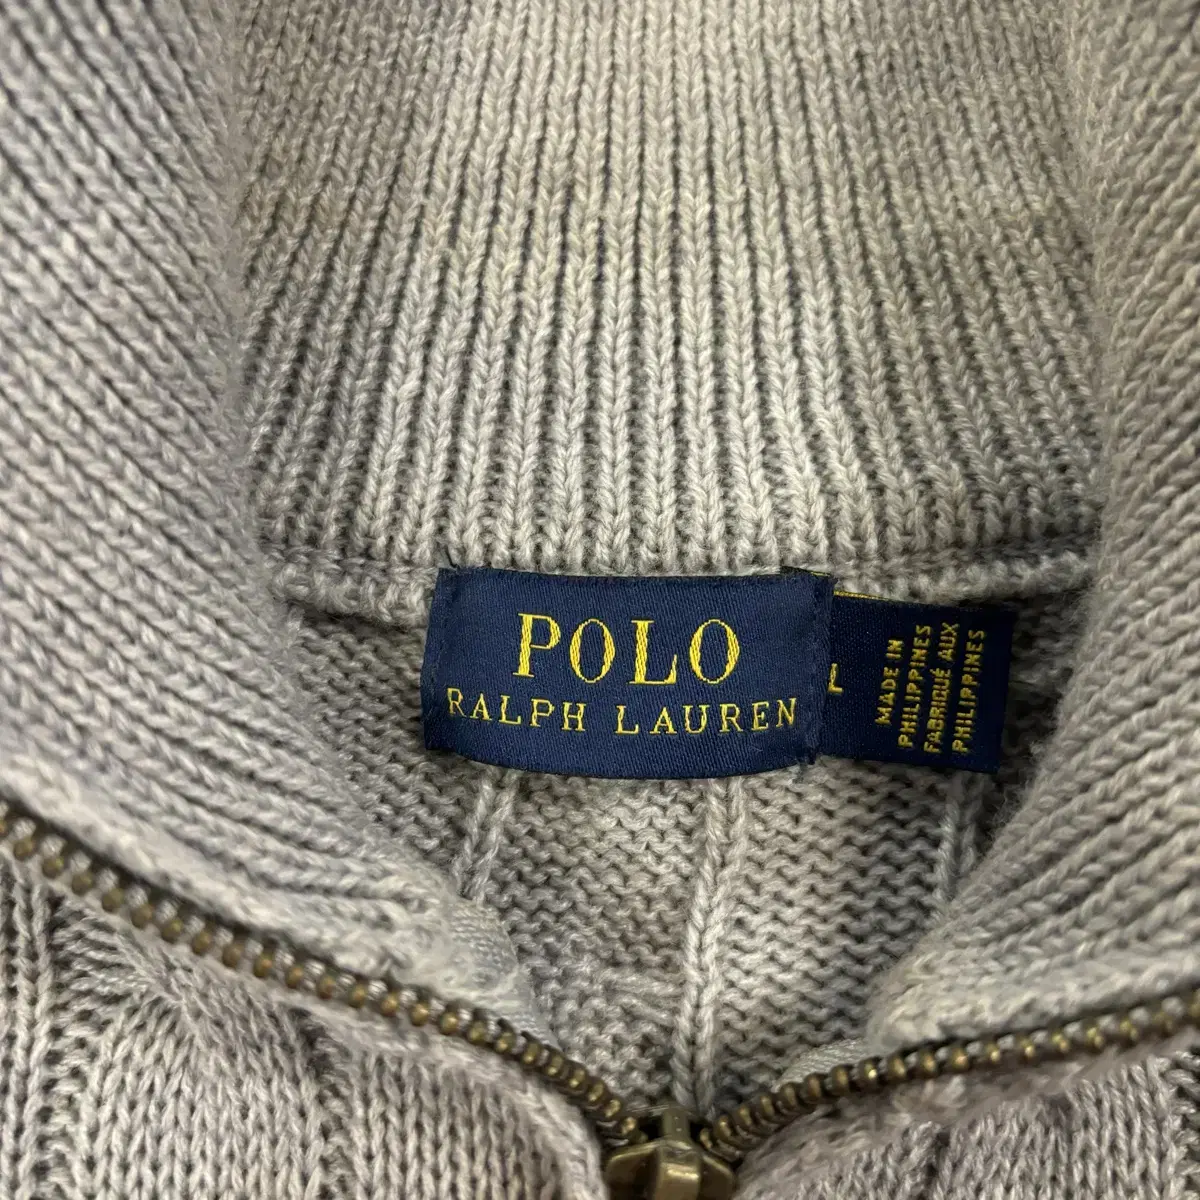 POLO
RALPH LAUREN
L
MADE IN
PHILIPPINES
FABRIQUÉ AUX
PHILIPPINES